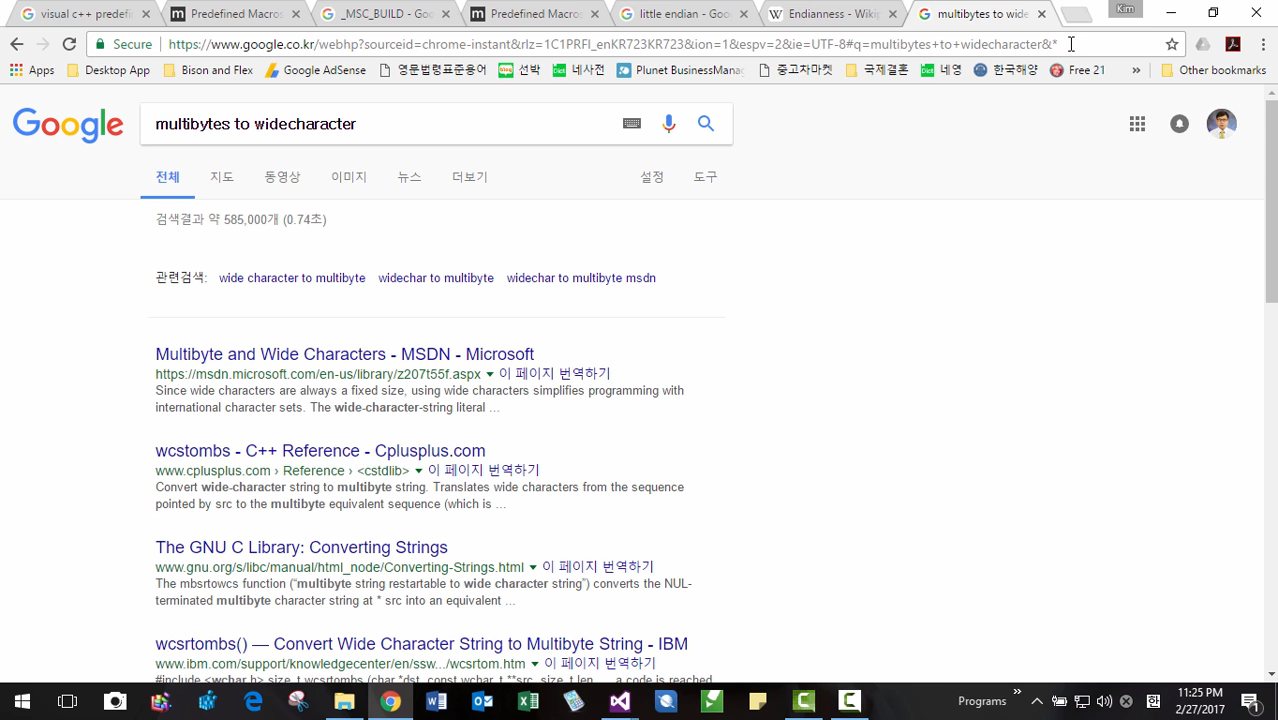 visual c++ predefi
Predefined Macros
_MSC_BUILD - Goo
Predefined Macros
little endian - Goo
Endianness - Wikip
multibytes to wide
Kim
Secure
https://www.google.co.kr/webhp?sourceid=chrome-instant&rlz=1C1PRFI_enKR723KR723&ion=1&espv=2&ie=UTF-8#q=multibytes+to+widecharacter&*
Apps
Desktop App
Bison and Flex
Google AdSense
영문법령표준용어
선박
네사전
Plunet BusinessMana
중고차마켓
국제결혼
네영
한국해양
Free 21
»
Other bookmarks
Google
multibytes to widecharacter
전체
지도
동영상
이미지
뉴스
더보기
설정
도구
검색결과 약 585,000개 (0.74초)
관련검색: wide character to multibyte widechar to multibyte widechar to multibyte msdn
Multibyte and Wide Characters - MSDN - Microsoft
https://msdn.microsoft.com/en-us/library/z207t55f.aspx ▼ 이 페이지 번역하기
Since wide characters are always a fixed size, using wide characters simplifies programming with
international character sets. The wide-character-string literal ...
wcstombs - C++ Reference - Cplusplus.com
www.cplusplus.com › Reference › <cstdlib> ▼ 이 페이지 번역하기
Convert wide-character string to multibyte string. Translates wide characters from the sequence
pointed by src to the multibyte equivalent sequence (which is ...
The GNU C Library: Converting Strings
www.gnu.org/s/libc/manual/html_node/Converting-Strings.html ▼ 이 페이지 번역하기
The mbsrtowcs function (“multibyte string restartable to wide character string”) converts the NUL-
terminated multibyte character string at * src into an equivalent ...
wcsrtombs() — Convert Wide Character String to Multibyte String - IBM
www.ibm.com/support/knowledgecenter/en/ssw.../wcsrtom.htm ▼ 이 페이지 번역하기
#include <wchar.h> size_t wcsrtombs (char *dst, const wchar_t **src, size_t len, ... a code is reached
Programs
»
한
11:25 PM
2/27/2017
1